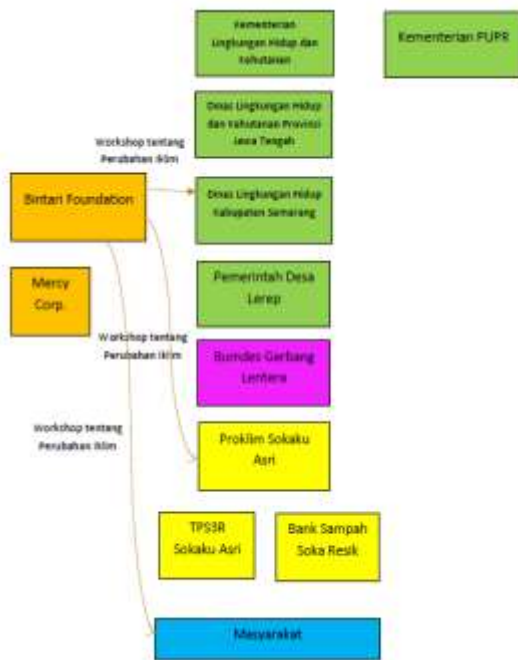 Kementerian
Lingkungan Hidup dan
Kehutanan
Kementerian PUPR
Dinas Lingkungan Hidup
dan Kehutanan Provinsi
Jawa Tengah
Workshop tentang
Perubahan Iklim
Bintari Foundation
Dinas Lingkungan Hidup
Kabupaten Semarang
Mercy
Corp.
Pemerintah Desa
Lerep
Workshop tentang
Perubahan Iklim
Bumdes Gerbang
Lentera
Workshop tentang
Perubahan Iklim
Proklim Sokaku
Asri
TPS3R
Sokaku Asri
Bank Sampah
Soka Resik
Masyarakat